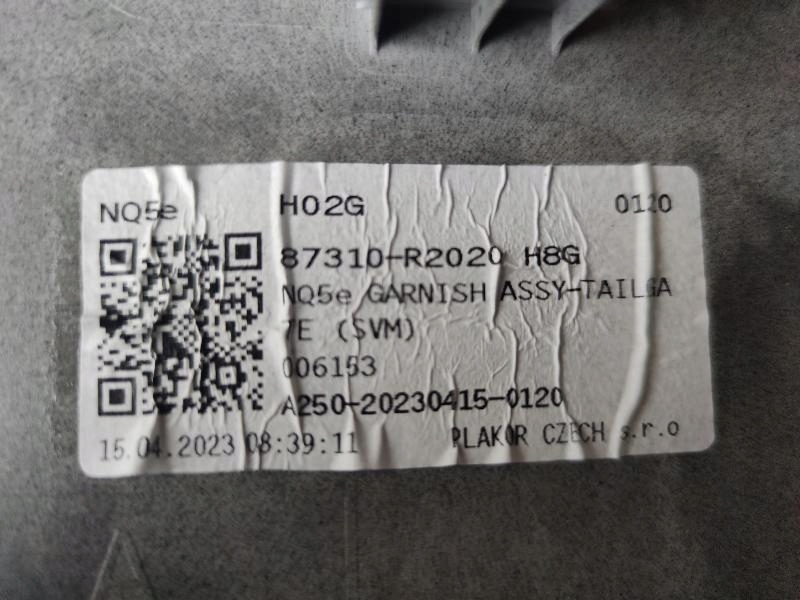 NQ5e H02G 0120
87310-R2020 H8G
NQ5e GARNISH ASSY-TAILGA
TE (SVM)
006153
A250-20230415-0120
15.04.2023 08:39:11 PLAKOR CZECH s.r.o